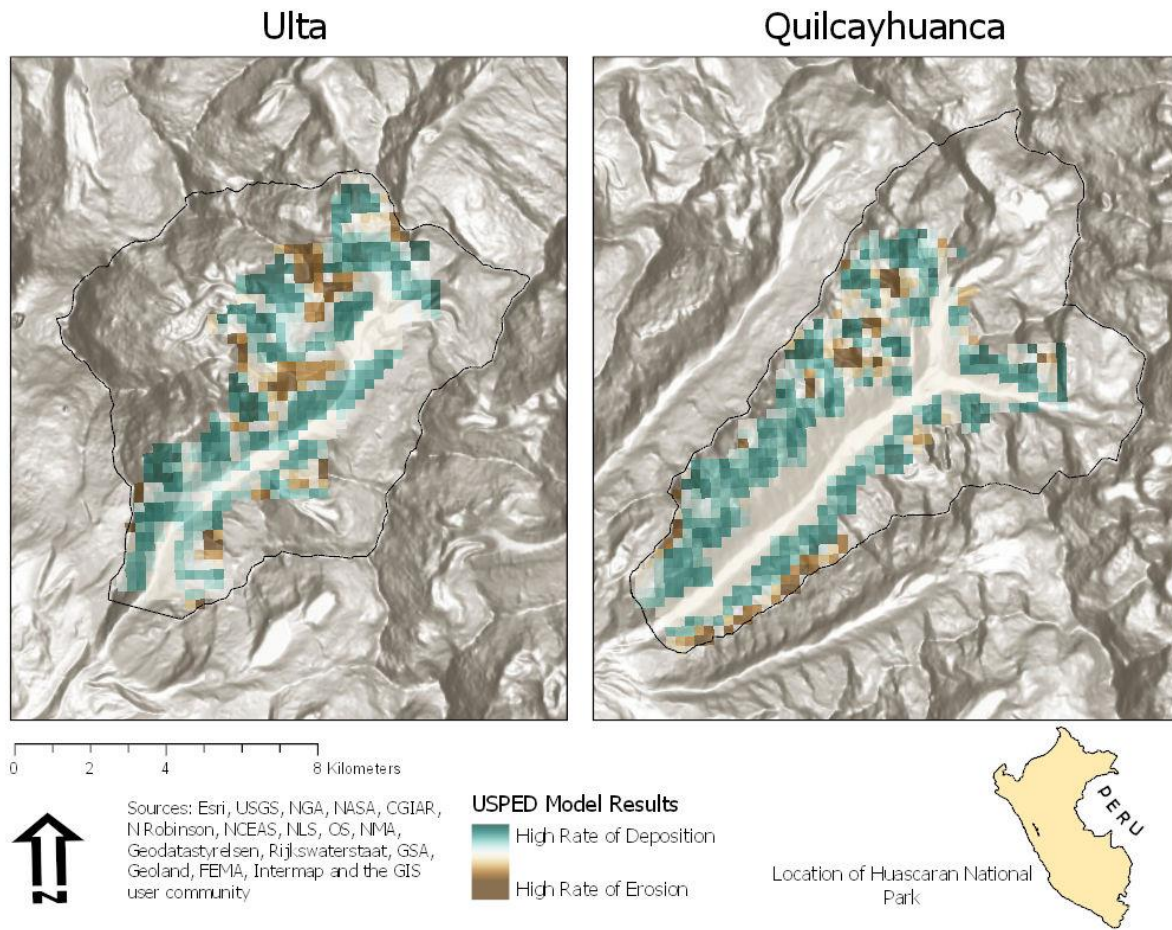 Ulta
Quilcayhuanca
0 2 4 8 Kilometers
N
Sources: Esri, USGS, NGA, NASA, CGIAR,
N Robinson, NCEAS, NLS, OS, NMA,
Geodatastyrelsen, Rijkswaterstaat, GSA,
Geoland, FEMA, Intermap and the GIS
user community
USPED Model Results
High Rate of Deposition
High Rate of Erosion
Location of Huascaran National
Park
PERU